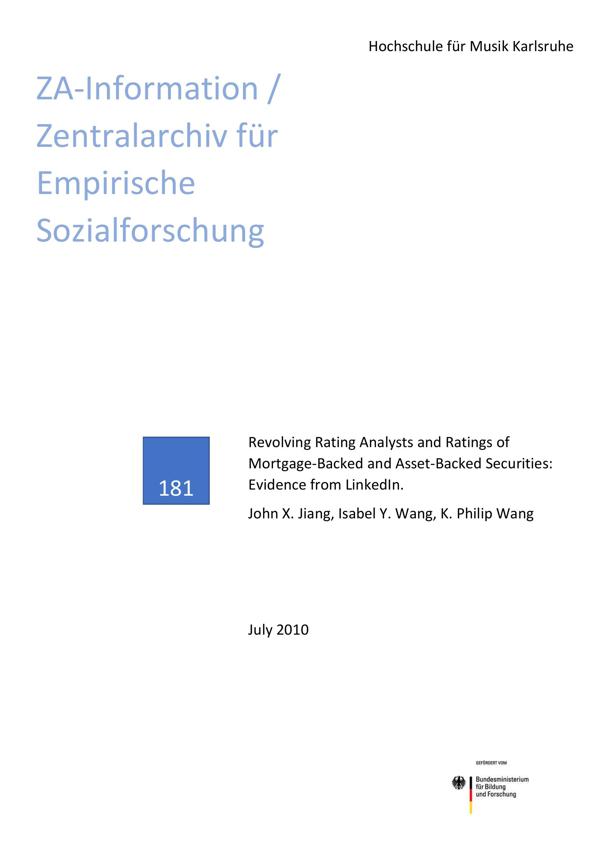 Hochschule für Musik Karlsruhe
ZA-Information /
Zentralarchiv für
Empirische
Sozialforschung
181
Revolving Rating Analysts and Ratings of
Mortgage-Backed and Asset-Backed Securities:
Evidence from LinkedIn.
John X. Jiang, Isabel Y. Wang, K. Philip Wang
July 2010
GEFÖRDERT VOM
Bundesministerium
für Bildung
und Forschung